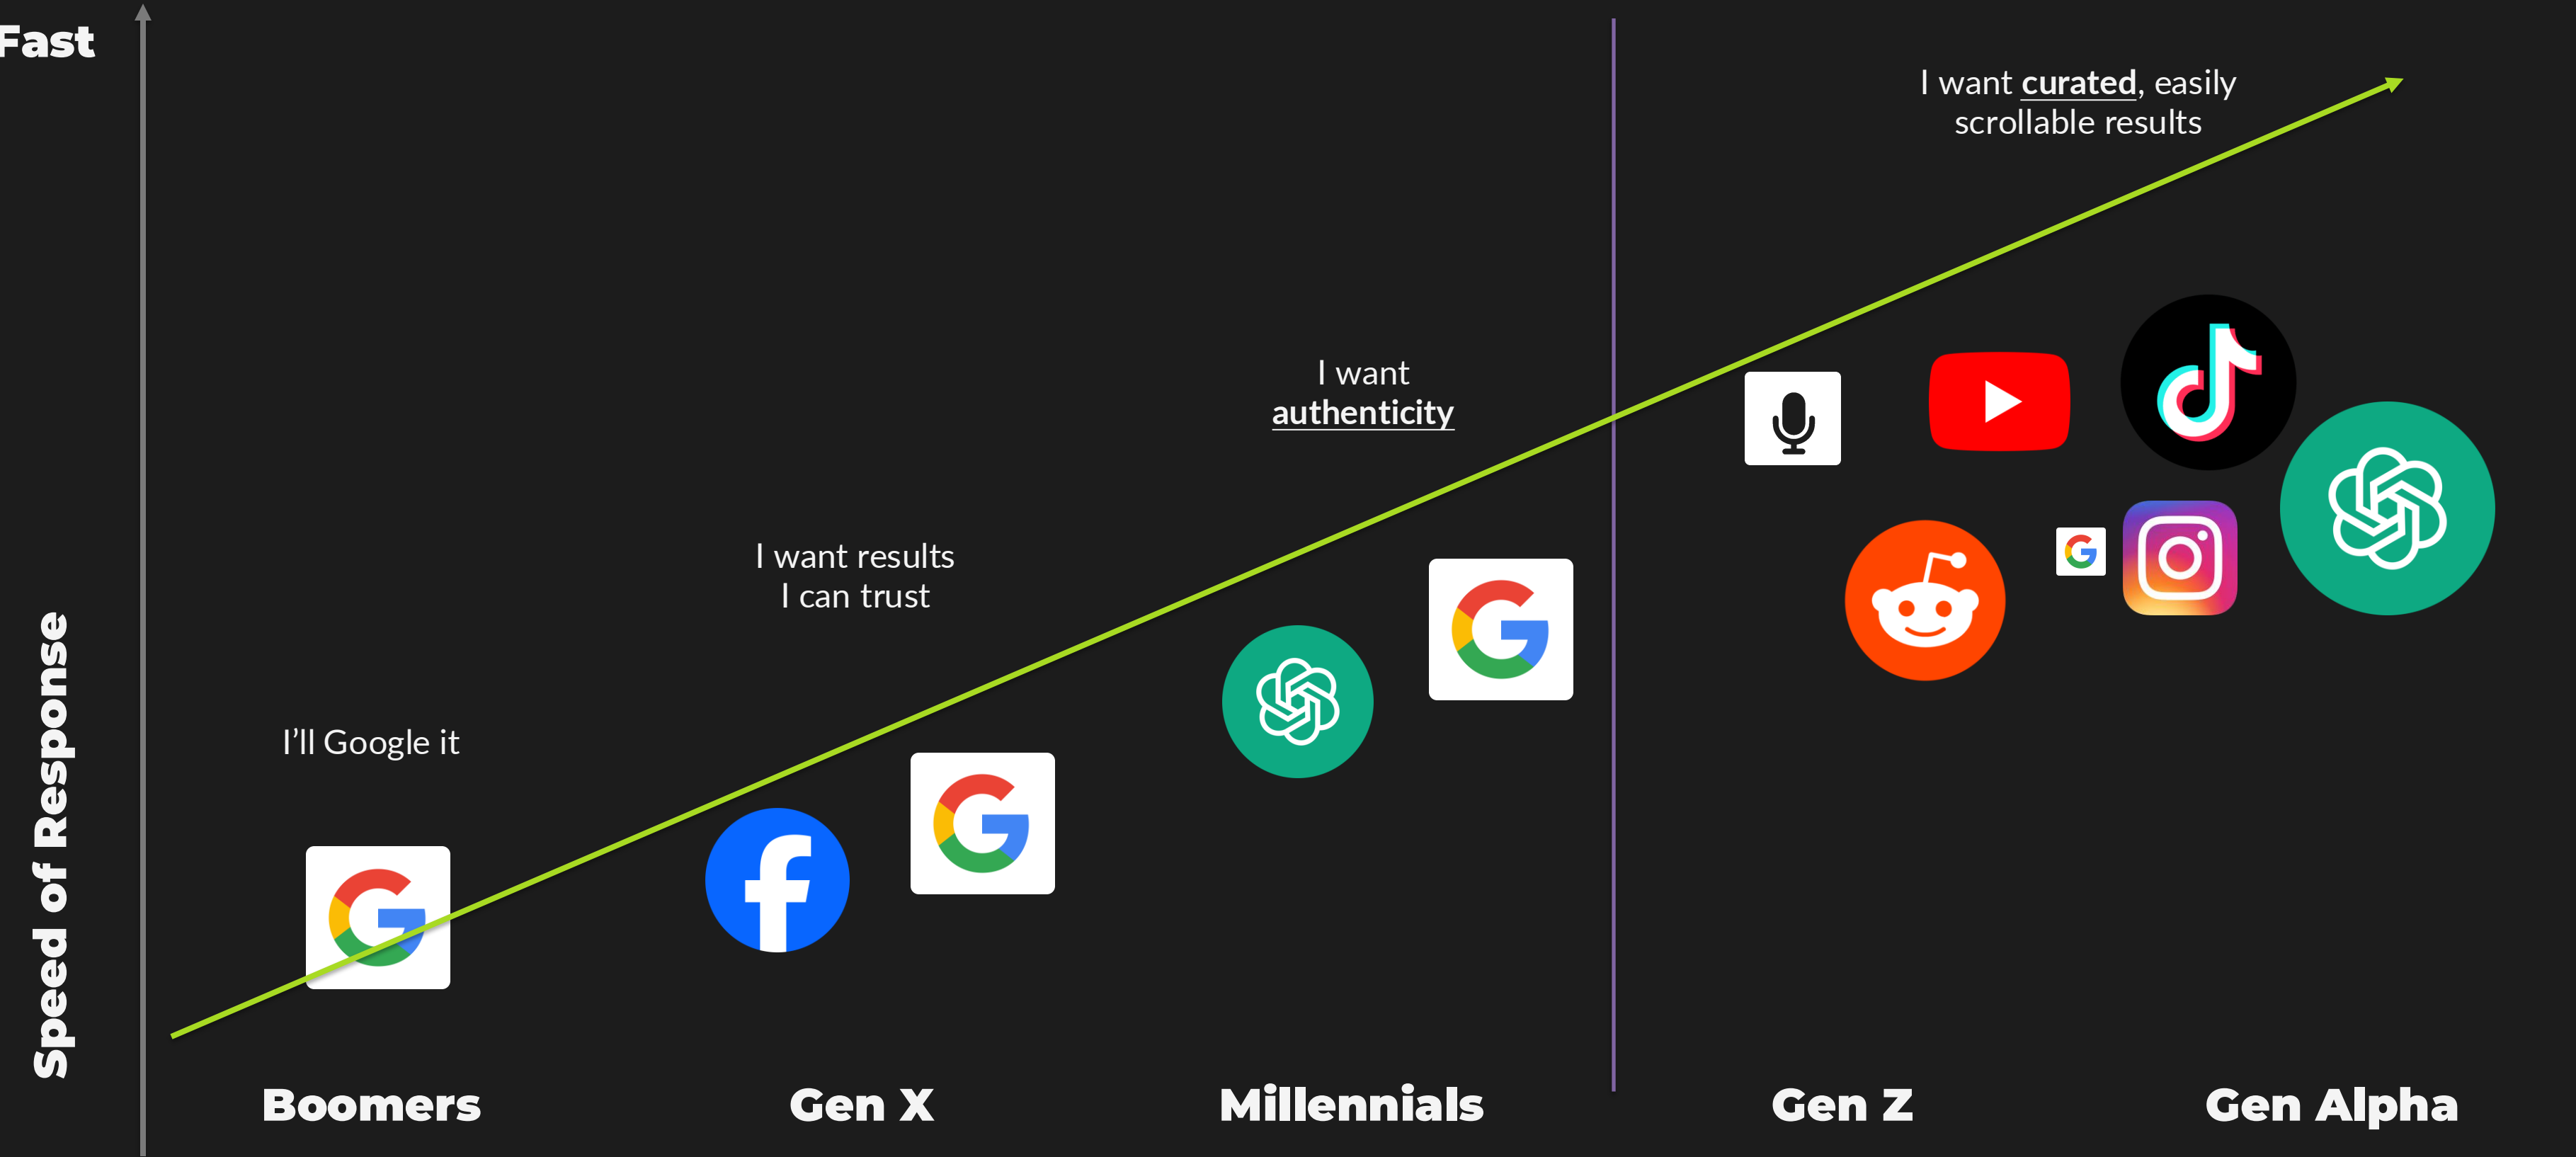 Fast
Speed of Response
I want curated, easily
scrollable results
I want
authenticity
I want results
I can trust
I'll Google it
Boomers
Gen X
Millennials
Gen Z
Gen Alpha